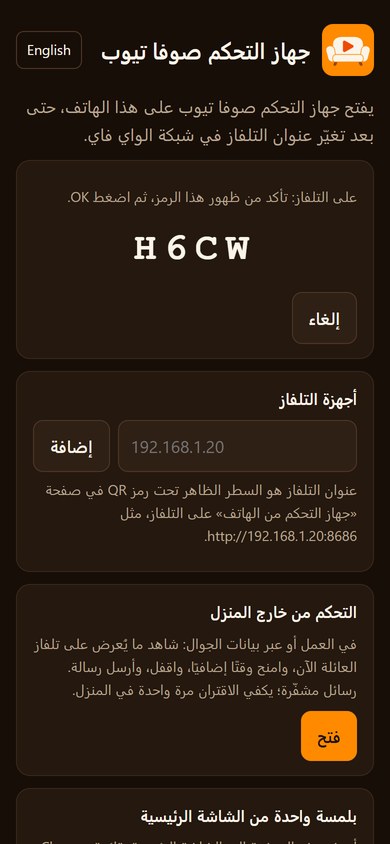 جهاز التحكم صوفا تيوب
English
يفتح جهاز التحكم صوفا تيوب على هذا الهاتف، حتى
بعد تغيّر عنوان التلفاز في شبكة الواي فاي.
على التلفاز: تأكد من ظهور هذا الرمز، ثم اضغط OK.
H6CW
إلغاء
أجهزة التلفاز
192.168.1.20
إضافة
عنوان التلفاز هو السطر الظاهر تحت رمز QR في صفحة
«جهاز التحكم من الهاتف» على التلفاز، مثل
http://192.168.1.20:8686.
التحكم من خارج المنزل
في العمل أو عبر بيانات الجوال: شاهد ما يُعرض على تلفاز
العائلة الآن، وامنح وقتًا إضافيًا، واقفل، وأرسل رسالة.
رسائل مشفّرة؛ يكفي الاقتران مرة واحدة في المنزل.
فتح
بلمسة واحدة من الشاشة الرئيسية